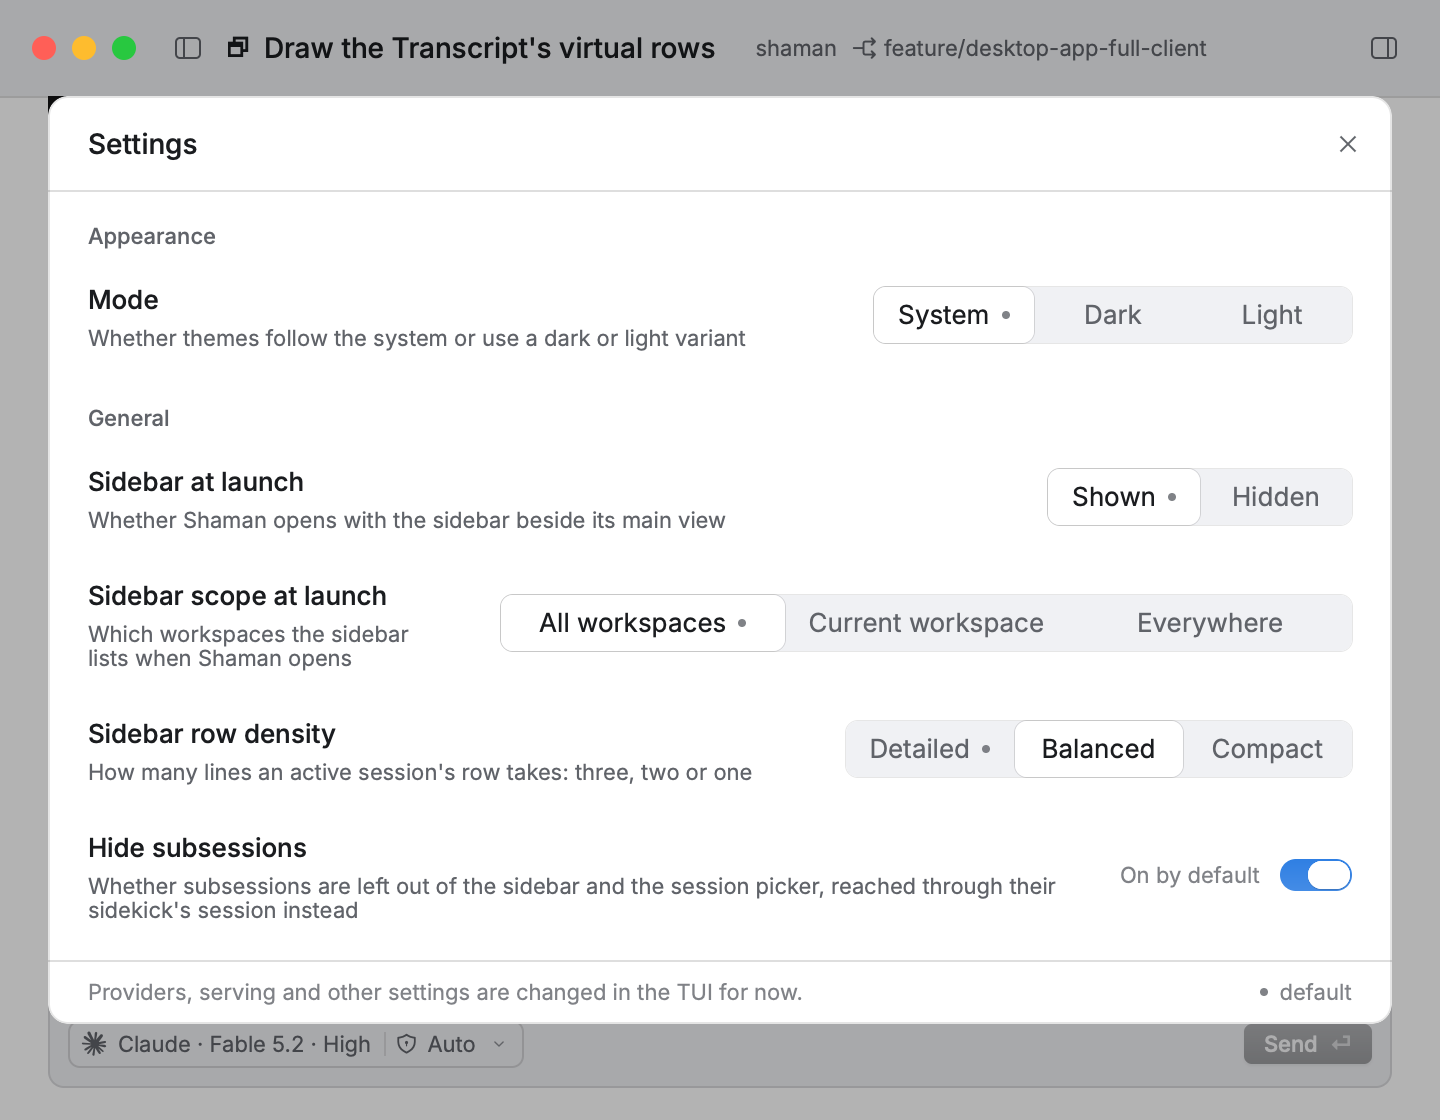 Draw the Transcript's virtual rows shaman feature/desktop-app-full-client
Settings
Appearance
Mode
Whether themes follow the system or use a dark or light variant
System • Dark Light
General
Sidebar at launch
Whether Shaman opens with the sidebar beside its main view
Shown • Hidden
Sidebar scope at launch
Which workspaces the sidebar
lists when Shaman opens
All workspaces • Current workspace Everywhere
Sidebar row density
How many lines an active session's row takes: three, two or one
Detailed • Balanced Compact
Hide subsessions
Whether subsessions are left out of the sidebar and the session picker, reached through their
sidekick's session instead
On by default
Providers, serving and other settings are changed in the TUI for now.
• default
Claude · Fable 5.2 · High Auto
Send